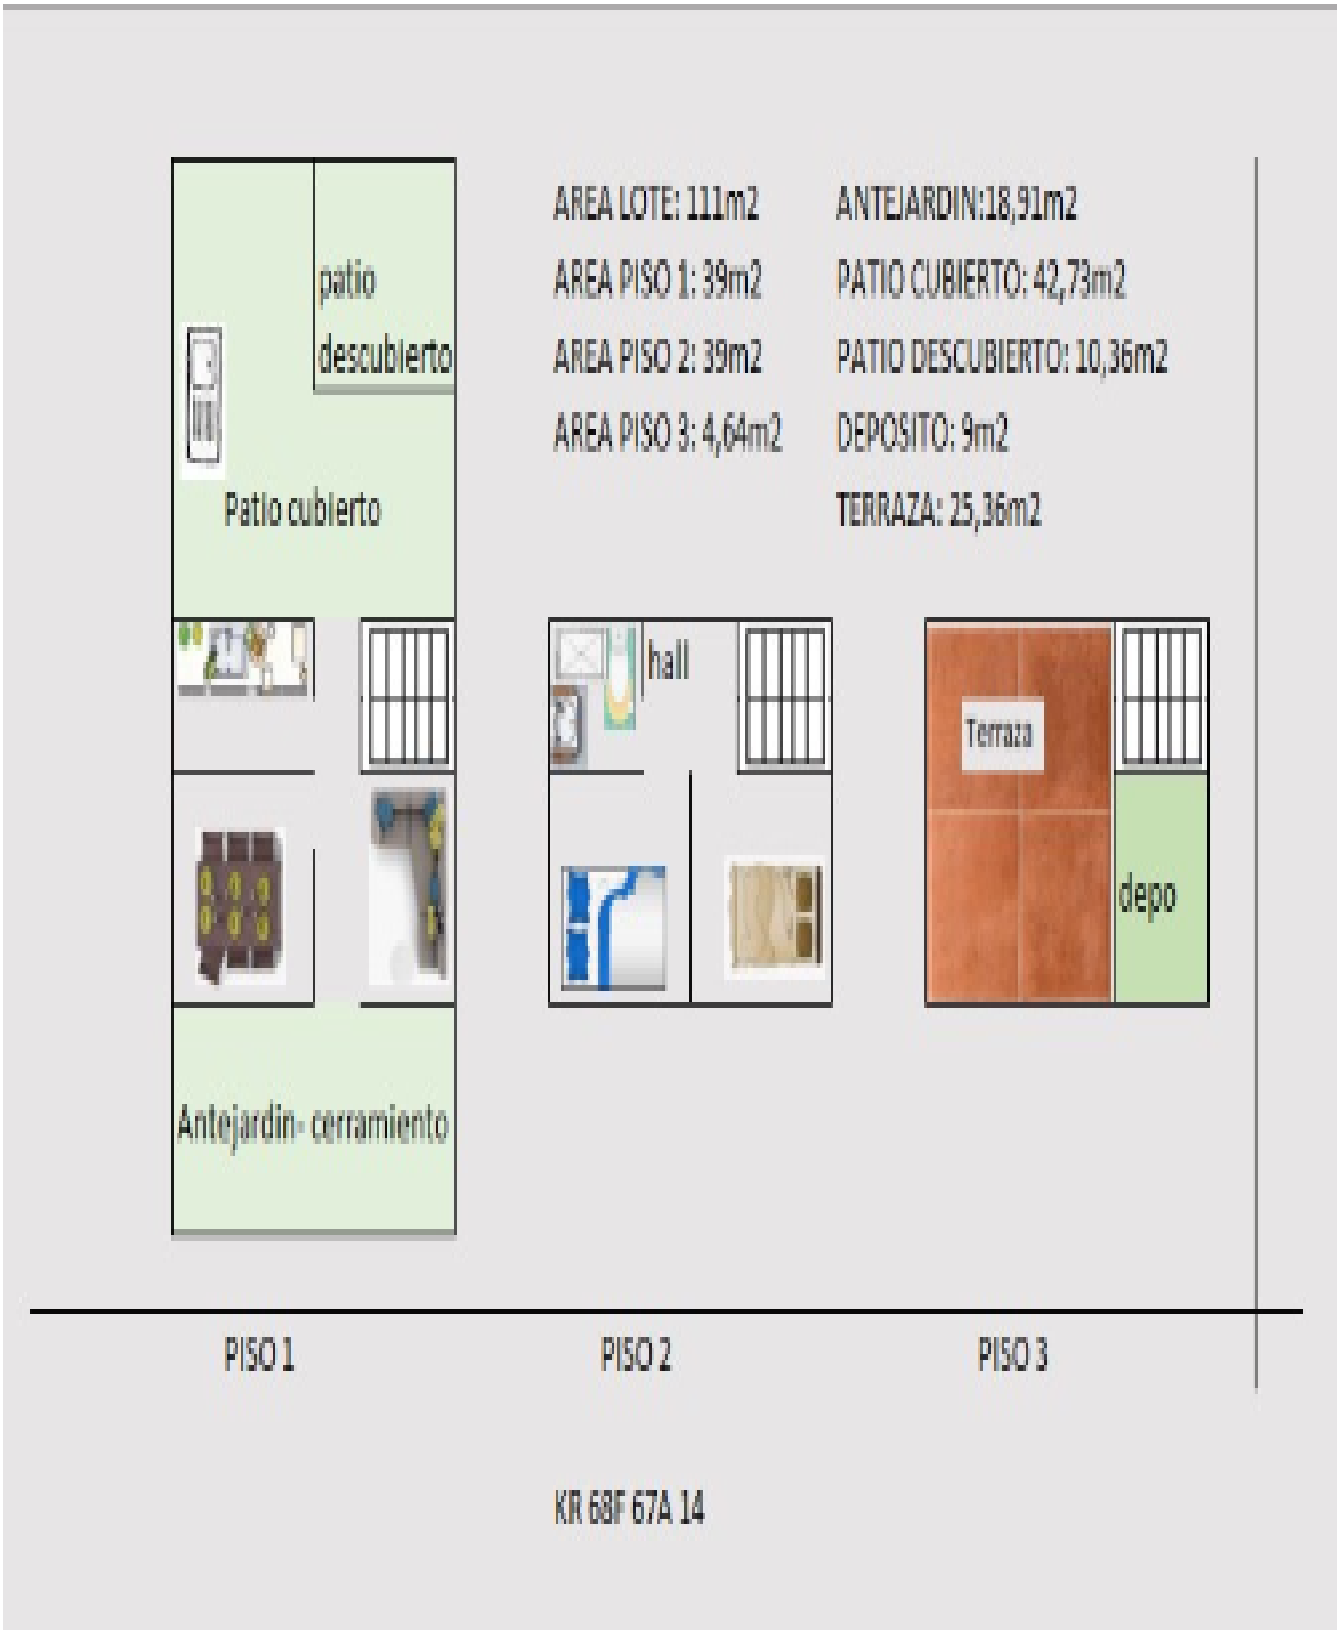 AREA LOTE: 111m2
ANTEJARDIN:18,91m2
AREA PISO 1: 39m2
PATIO CUBIERTO: 42,73m2
AREA PISO 2: 39m2
PATIO DESCUBIERTO: 10,36m2
AREA PISO 3: 4,64m2
DEPOSITO: 9m2
TERRAZA: 25,36m2
patio
descubierto
Patio cubierto
hall
Terraza
depo
Antejardin- cerramiento
PISO 1
PISO 2
PISO 3
KR 68F 67A 14